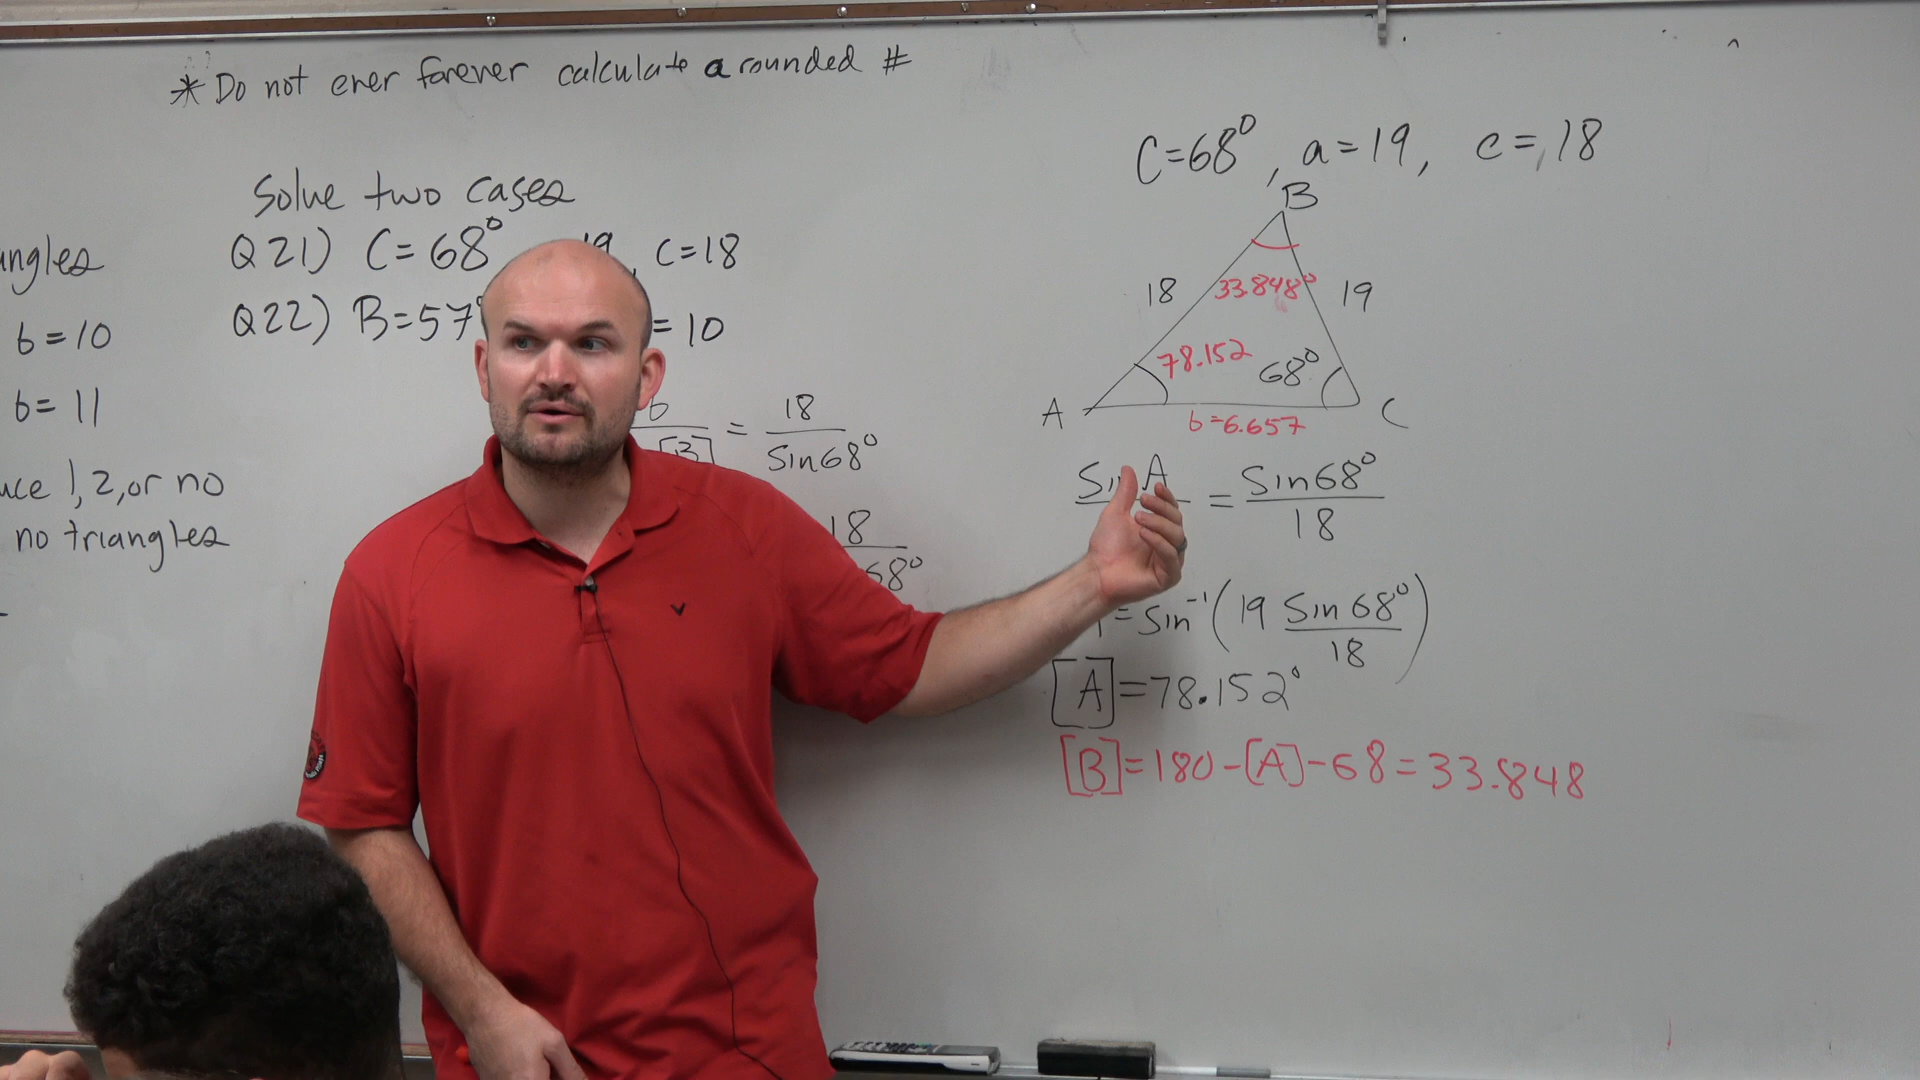 * Do not ever forever calculate a rounded #
Solve two cases
Q21) C=68° 19, c=18
Q22) B=57° = 10
b=10
b=11
1,2, or no
no triangles
6 = 18
[B] sin68°
18
68°
C=68°, a=19, c=18
B
18 33.848° 19
78.152 68°
A b=6.657 C
Sin A = Sin68°
18
= Sin⁻¹(19 Sin68°
18)
[A]=78.152°
[B]=180-[A]-68=33.848